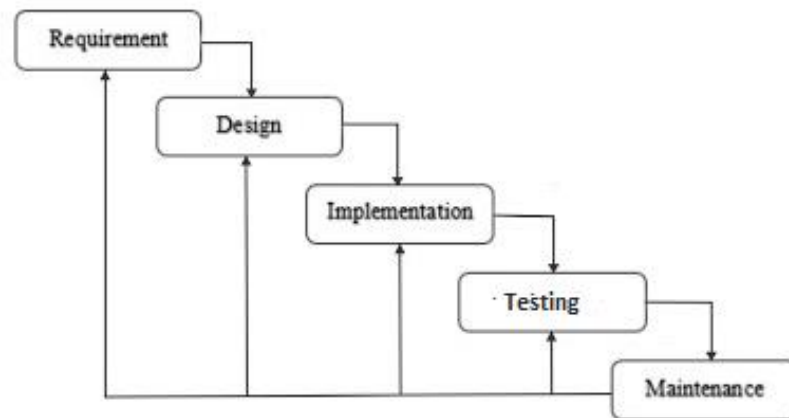 Requirement
Design
Implementation
Testing
Maintenance